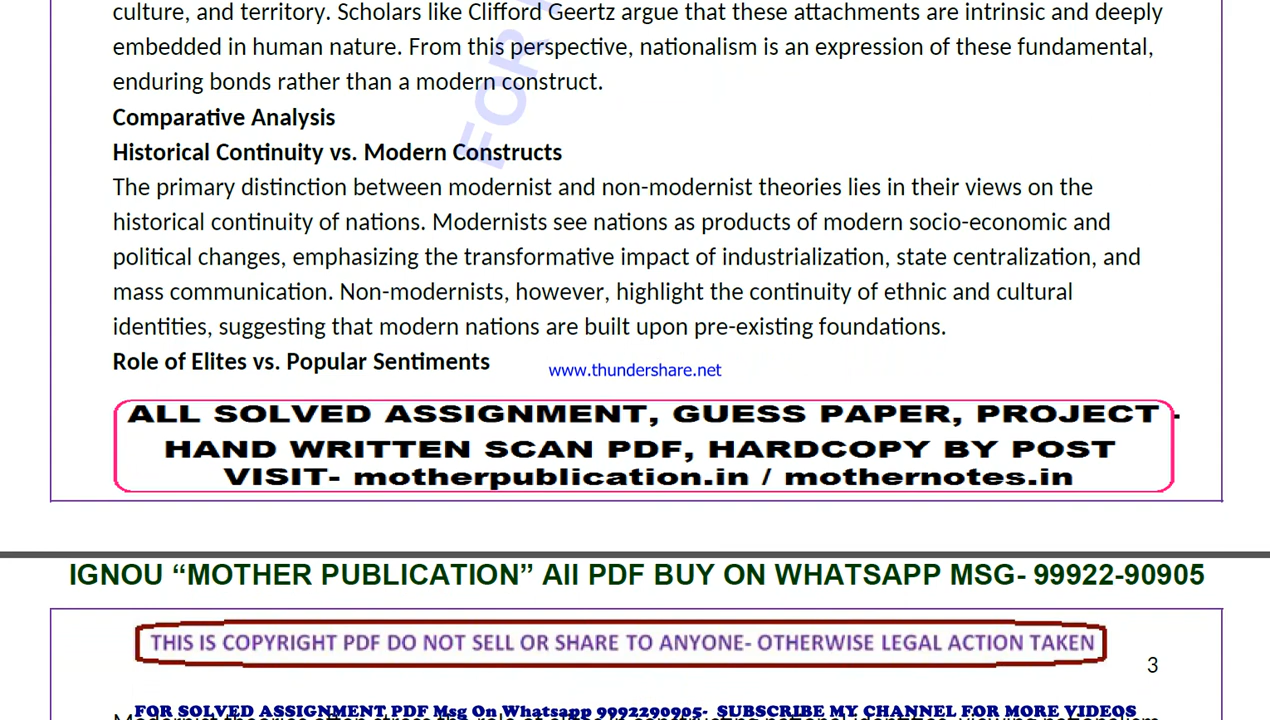 culture, and territory. Scholars like Clifford Geertz argue that these attachments are intrinsic and deeply
embedded in human nature. From this perspective, nationalism is an expression of these fundamental,
enduring bonds rather than a modern construct.
FOR
Comparative Analysis
Historical Continuity vs. Modern Constructs
The primary distinction between modernist and non-modernist theories lies in their views on the
historical continuity of nations. Modernists see nations as products of modern socio-economic and
political changes, emphasizing the transformative impact of industrialization, state centralization, and
mass communication. Non-modernists, however, highlight the continuity of ethnic and cultural
identities, suggesting that modern nations are built upon pre-existing foundations.
Role of Elites vs. Popular Sentiments
www.thundershare.net
ALL SOLVED ASSIGNMENT, GUESS PAPER, PROJECT -
HAND WRITTEN SCAN PDF, HARDCOPY BY POST
VISIT- motherpublication.in / mothernotes.in
IGNOU “MOTHER PUBLICATION” All PDF BUY ON WHATSAPP MSG- 99922-90905
THIS IS COPYRIGHT PDF DO NOT SELL OR SHARE TO ANYONE- OTHERWISE LEGAL ACTION TAKEN
3
FOR SOLVED ASSIGNMENT PDF Msg On Whatsapp 9992290905- SUBSCRIBE MY CHANNEL FOR MORE VIDEOS